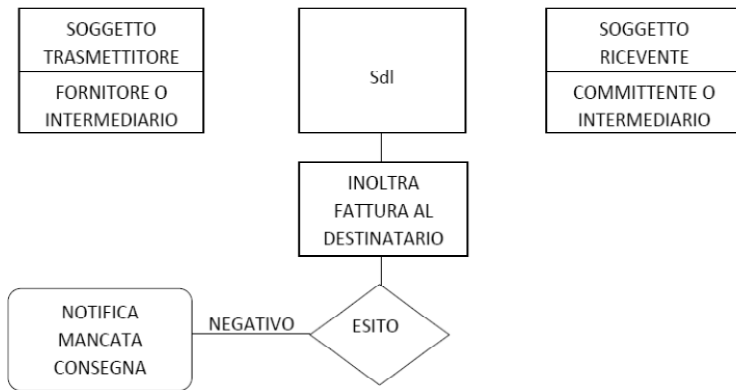 SOGGETTO
TRASMETTITORE
FORNITORE O
INTERMEDIARIO
SdI
SOGGETTO
RICEVENTE
COMMITTENTE O
INTERMEDIARIO
INOLTRA
FATTURA AL
DESTINATARIO
NOTIFICA
MANCATA
CONSEGNA
NEGATIVO
ESITO